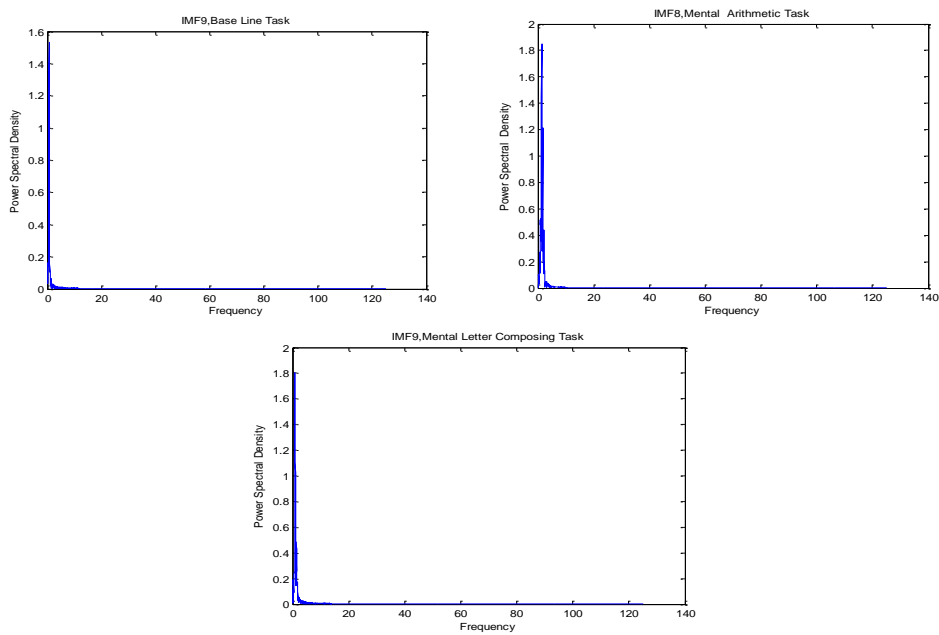 IMF9,Base Line Task
1.6
1.4
1.2
1
0.8
0.6
0.4
0.2
0
Power Spectral Density
0 20 40 60 80 100 120 140
Frequency
IMF8,Mental Arithmetic Task
2
1.8
1.6
1.4
1.2
1
0.8
0.6
0.4
0.2
0
Power Spectral Density
0 20 40 60 80 100 120 140
Frequency
IMF9,Mental Letter Composing Task
2
1.8
1.6
1.4
1.2
1
0.8
0.6
0.4
0.2
0
Power Spectral Density
0 20 40 60 80 100 120 140
Frequency